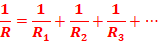 1/R = 1/R₁ + 1/R₂ + 1/R₃ + ⋯